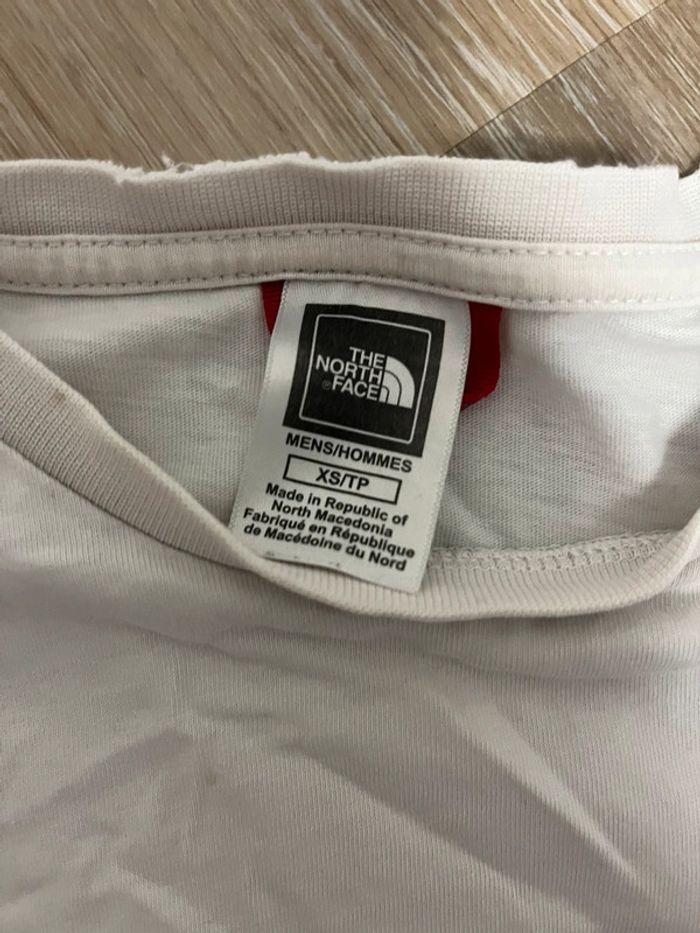 THE
NORTH
®FACE
MENS/HOMMES
XS/TP
Made in Republic of
North Macedonia
Fabriqué en République
de Macédoine du Nord